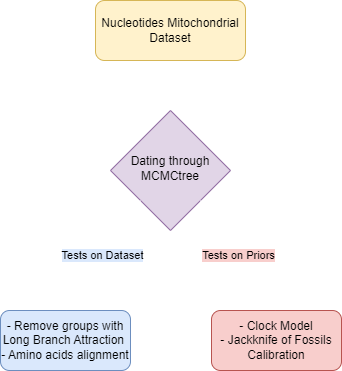 Nucleotides Mitochondrial
Dataset
Dating through
MCMCtree
Tests on Dataset
Tests on Priors
- Remove groups with
Long Branch Attraction
- Amino acids alignment
- Clock Model
- Jackknife of Fossils
Calibration